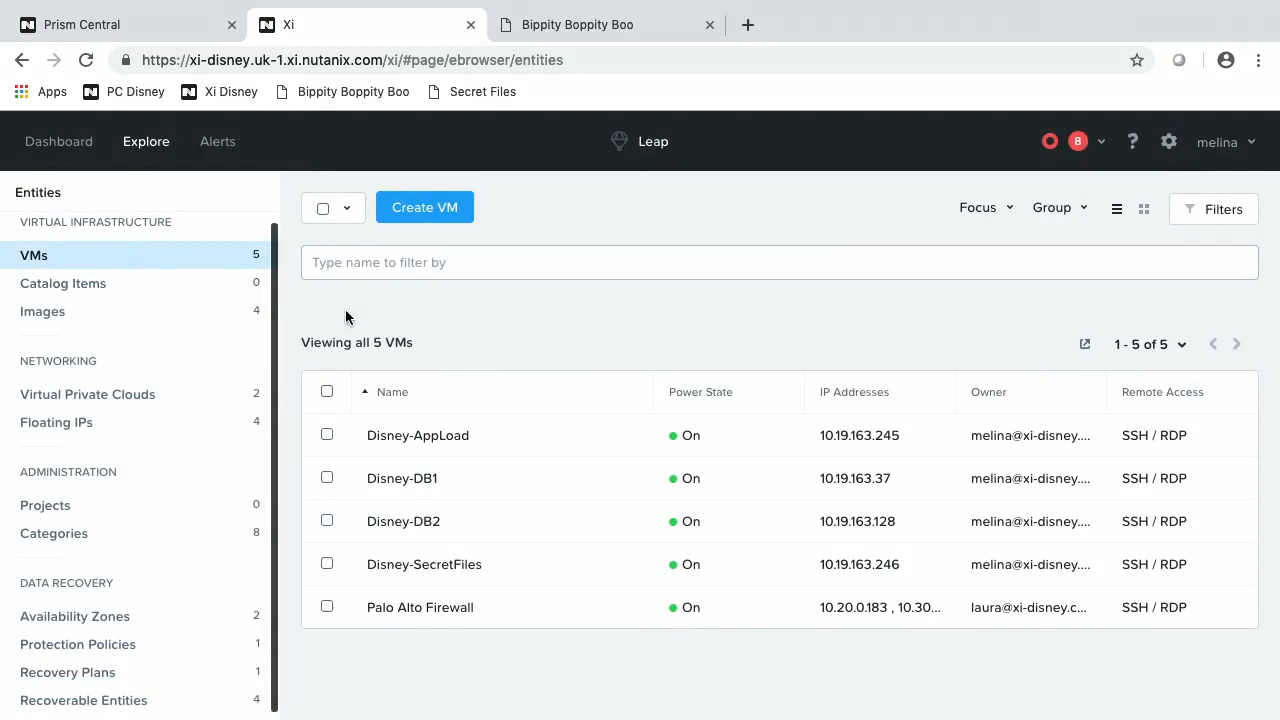 Prism Central
Xi
Bippity Boppity Boo
https://xi-disney.uk-1.xi.nutanix.com/xi/#page/ebrowser/entities
Apps
PC Disney
Xi Disney
Bippity Boppity Boo
Secret Files
Dashboard
Explore
Alerts
Leap
8
?
melina
Entities
VIRTUAL INFRASTRUCTURE
VMs 5
Catalog Items 0
Images 4
NETWORKING
Virtual Private Clouds 2
Floating IPs 4
ADMINISTRATION
Projects 0
Categories 8
DATA RECOVERY
Availability Zones 2
Protection Policies 1
Recovery Plans 1
Recoverable Entities 4
Create VM
Focus
Group
Filters
Type name to filter by
Viewing all 5 VMs
1 - 5 of 5
Name Power State IP Addresses Owner Remote Access
Disney-AppLoad On 10.19.163.245 melina@xi-disney.... SSH / RDP
Disney-DB1 On 10.19.163.37 melina@xi-disney.... SSH / RDP
Disney-DB2 On 10.19.163.128 melina@xi-disney.... SSH / RDP
Disney-SecretFiles On 10.19.163.246 melina@xi-disney.... SSH / RDP
Palo Alto Firewall On 10.20.0.183 , 10.30... laura@xi-disney.c... SSH / RDP